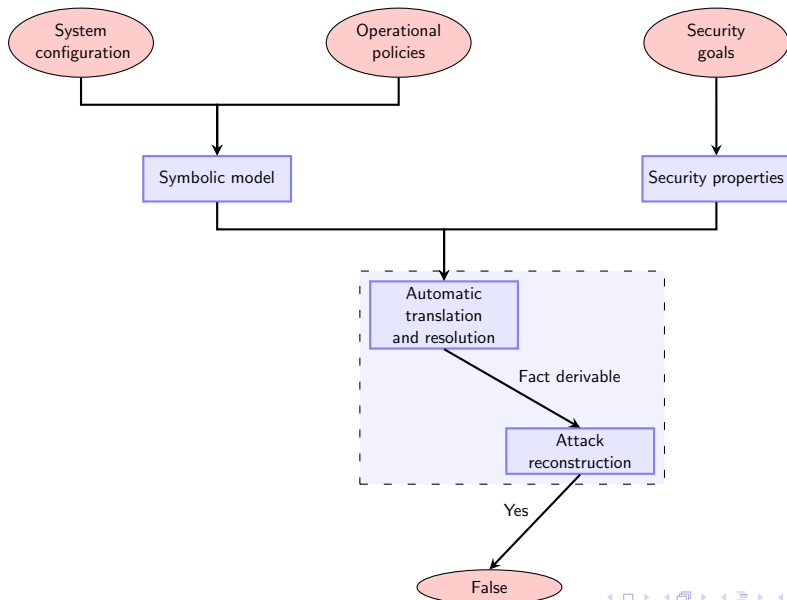 System
configuration
Operational
policies
Security
goals
Symbolic model
Security properties
Automatic
translation
and resolution
Fact derivable
Attack
reconstruction
Yes
False